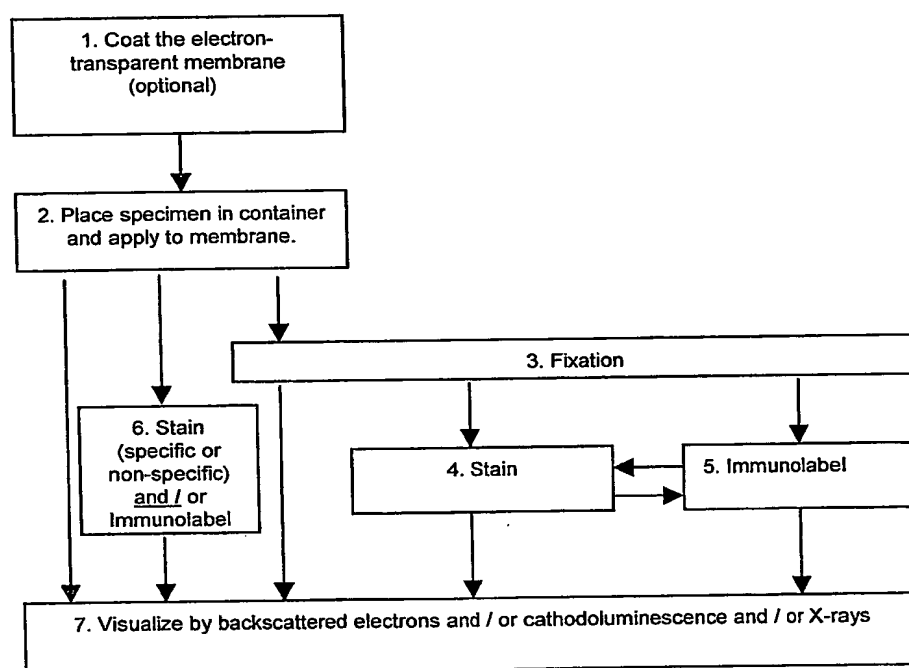 1. Coat the electron-
transparent membrane
(optional)
2. Place specimen in container
and apply to membrane.
3. Fixation
6. Stain
(specific or
non-specific)
and / or
Immunolabel
4. Stain
5. Immunolabel
7. Visualize by backscattered electrons and / or cathodoluminescence and / or X-rays